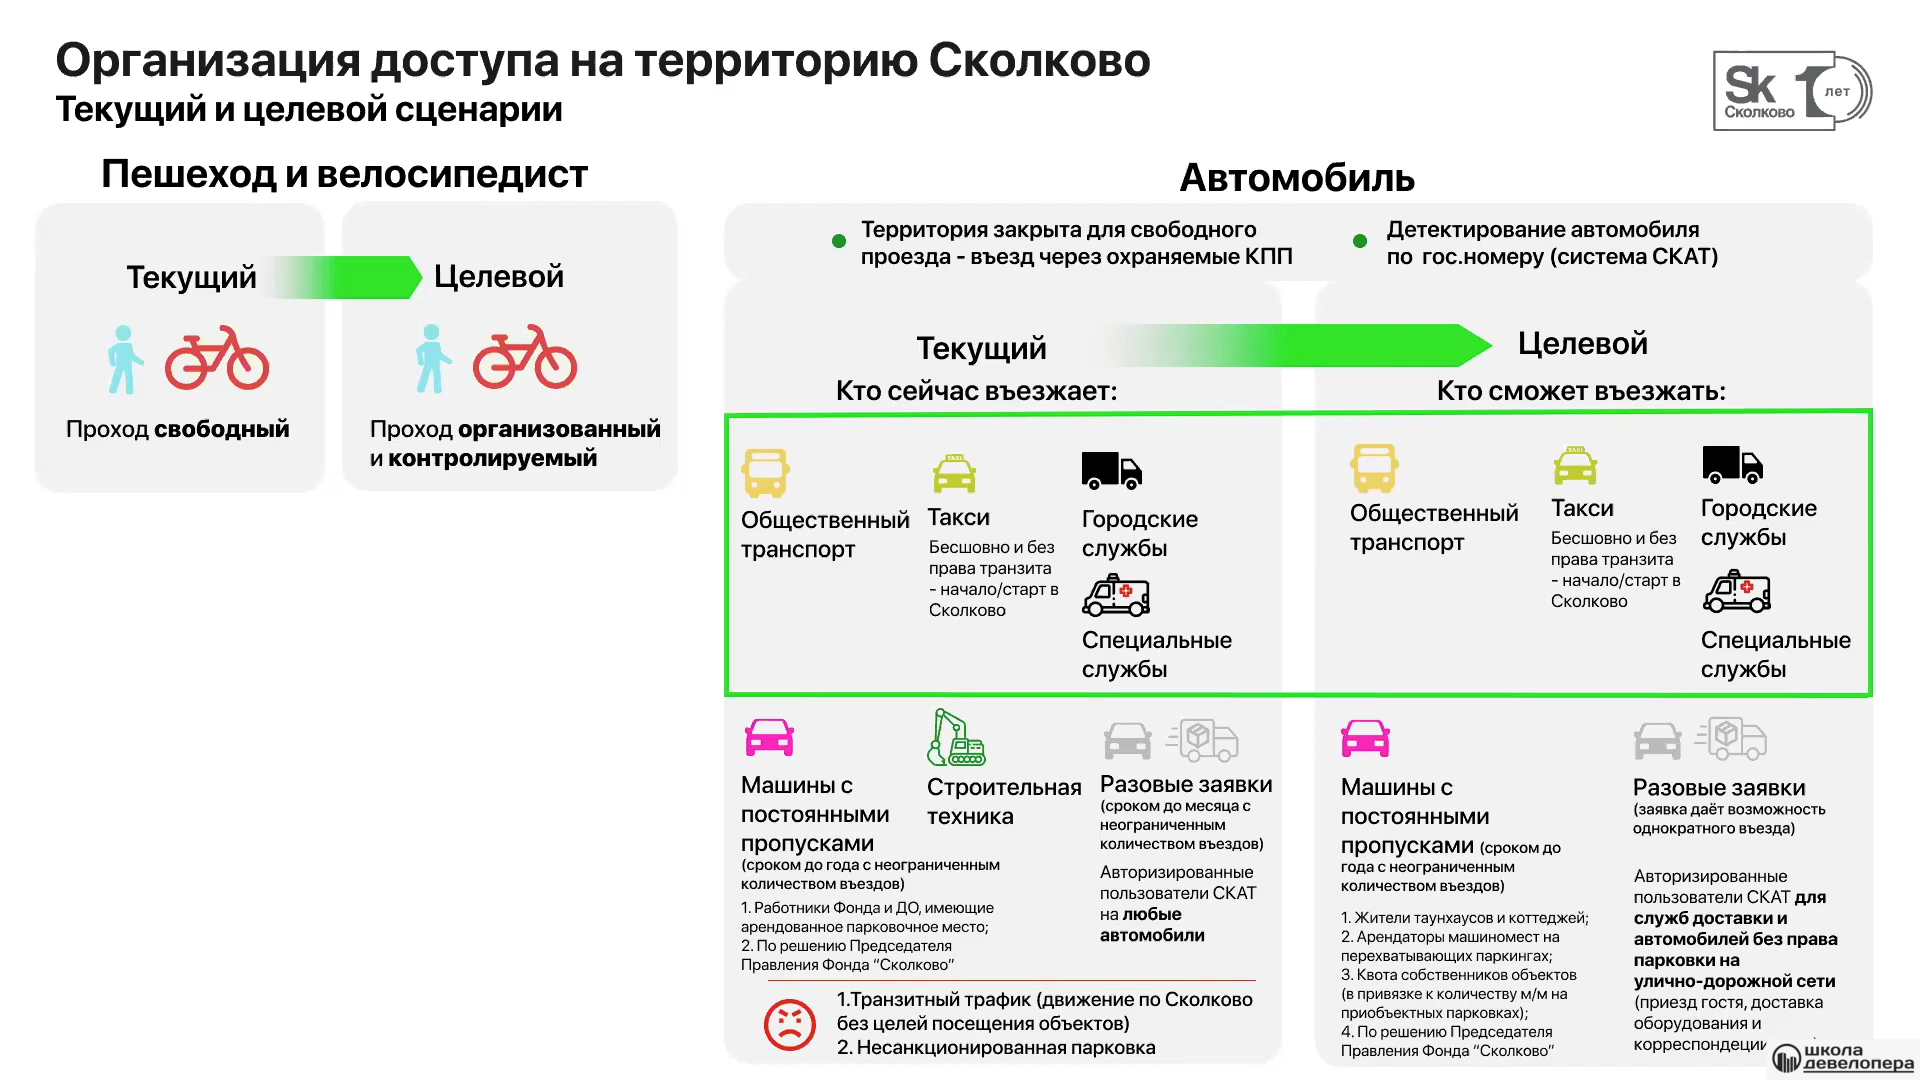 Организация доступа на территорию Сколково
Текущий и целевой сценарии
Sk
Сколково
10
лет
Пешеход и велосипедист
Текущий
Целевой
Проход свободный
Проход организованный
и контролируемый
Автомобиль
Территория закрыта для свободного
проезда - въезд через охраняемые КПП
Детектирование автомобиля
по гос.номеру (система СКАТ)
Текущий
Кто сейчас въезжает:
Общественный
транспорт
TAXI
Такси
Бесшовно и без
права транзита
- начало/старт в
Сколково
Городские
службы
Специальные
службы
Машины с
постоянными
пропусками
(сроком до года с неограниченным
количеством въездов)
1. Работники Фонда и ДО, имеющие
арендованное парковочное место;
2. По решению Председателя
Правления Фонда “Сколково”
Строительная
техника
Разовые заявки
(сроком до месяца с
неограниченным
количеством въездов)
Авторизированные
пользователи СКАТ
на любые
автомобили
1.Транзитный трафик (движение по Сколково
без целей посещения объектов)
2. Несанкционированная парковка
Целевой
Кто сможет въезжать:
Общественный
транспорт
TAXI
Такси
Бесшовно и без
права транзита
- начало/старт в
Сколково
Городские
службы
Специальные
службы
Машины с
постоянными
пропусками (сроком до
года с неограниченным
количеством въездов)
1. Жители таунхаусов и коттеджей;
2. Арендаторы машиномест на
перехватывающих паркингах;
3. Квота собственников объектов
(в привязке к количеству м/м на
приобъектных парковках);
4. По решению Председателя
Правления Фонда “Сколково”
Разовые заявки
(заявка даёт возможность
однократного въезда)
Авторизированные
пользователи СКАТ для
служб доставки и
автомобилей без права
парковки на
улично-дорожной сети
(приезд гостя, доставка
оборудования и
корреспонденции
школа
девелопера